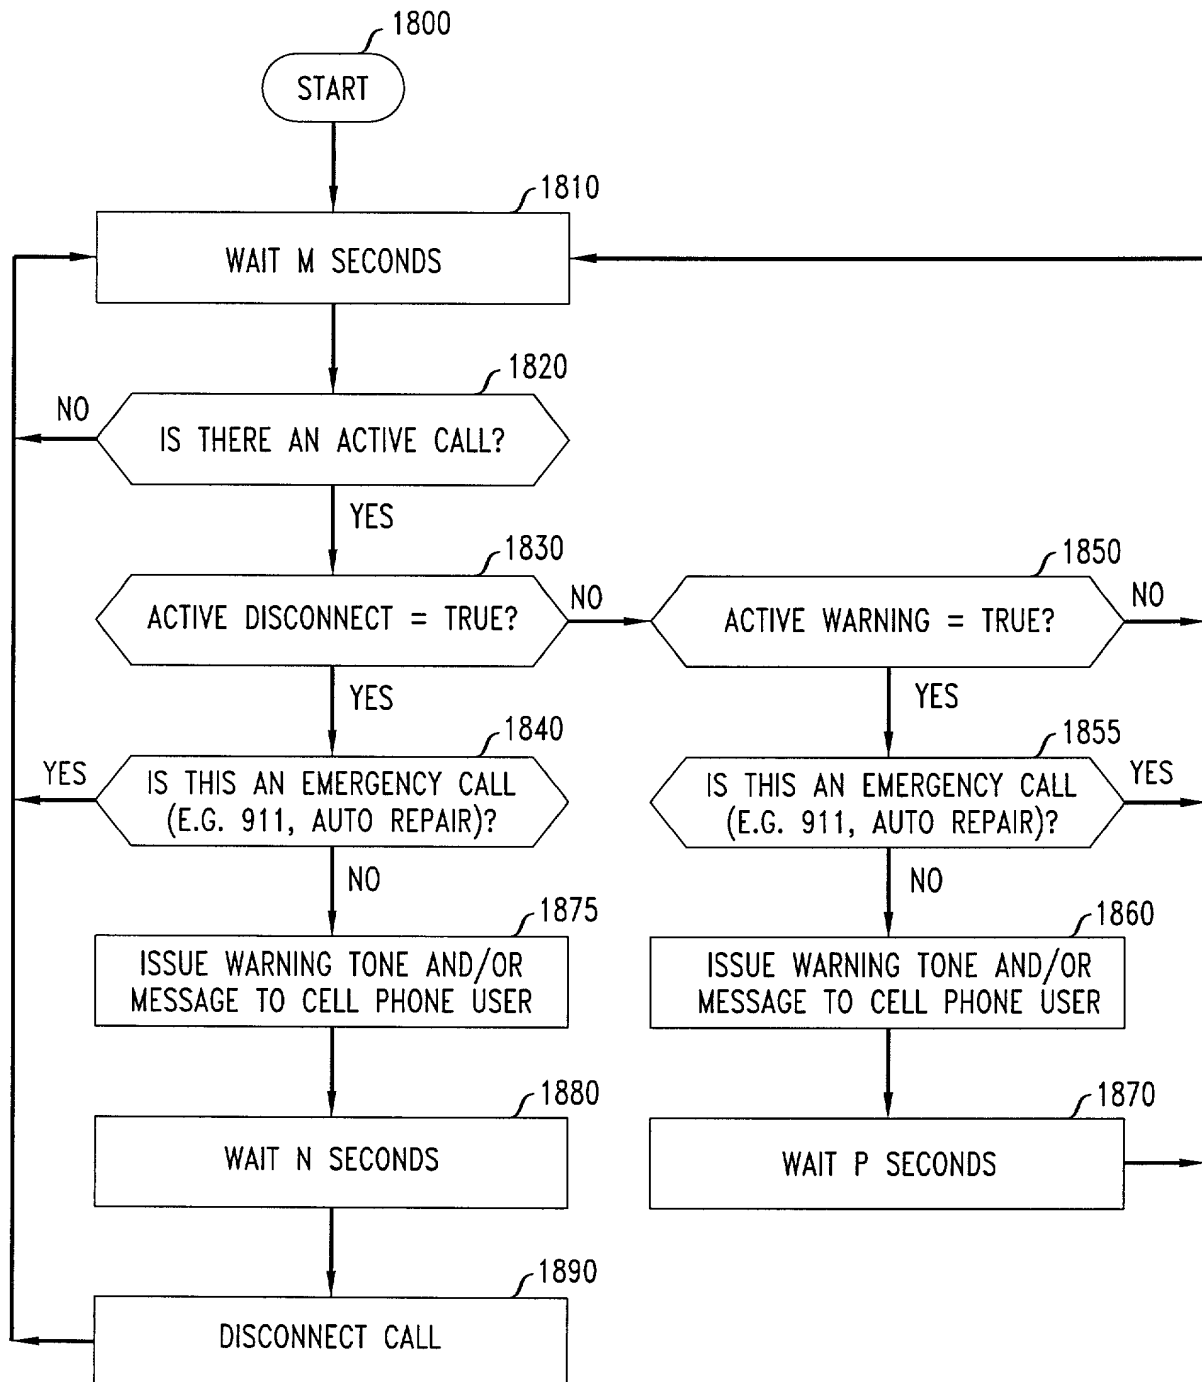 1800
START
1810
WAIT M SECONDS
1820
NO
IS THERE AN ACTIVE CALL?
YES
1830
ACTIVE DISCONNECT = TRUE?
NO
1850
ACTIVE WARNING = TRUE?
NO
YES
YES
1840
YES
IS THIS AN EMERGENCY CALL
(E.G. 911, AUTO REPAIR)?
NO
1855
IS THIS AN EMERGENCY CALL
(E.G. 911, AUTO REPAIR)?
YES
NO
1875
ISSUE WARNING TONE AND/OR
MESSAGE TO CELL PHONE USER
1860
ISSUE WARNING TONE AND/OR
MESSAGE TO CELL PHONE USER
1880
WAIT N SECONDS
1870
WAIT P SECONDS
1890
DISCONNECT CALL